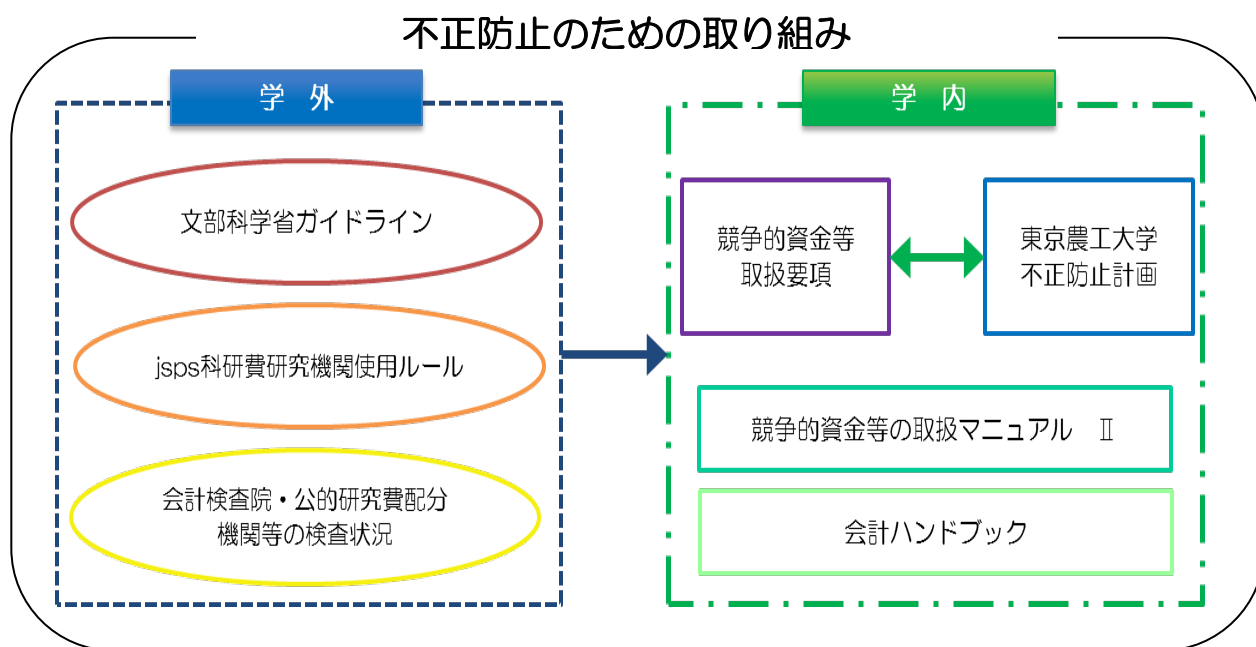 不正防止のための取り組み
学 外
文部科学省ガイドライン
jsps科研費研究機関使用ルール
会計検査院・公的研究費配分
機関等の検査状況
学 内
競争的資金等
取扱要項
東京農工大学
不正防止計画
競争的資金等の取扱マニュアル Ⅱ
会計ハンドブック